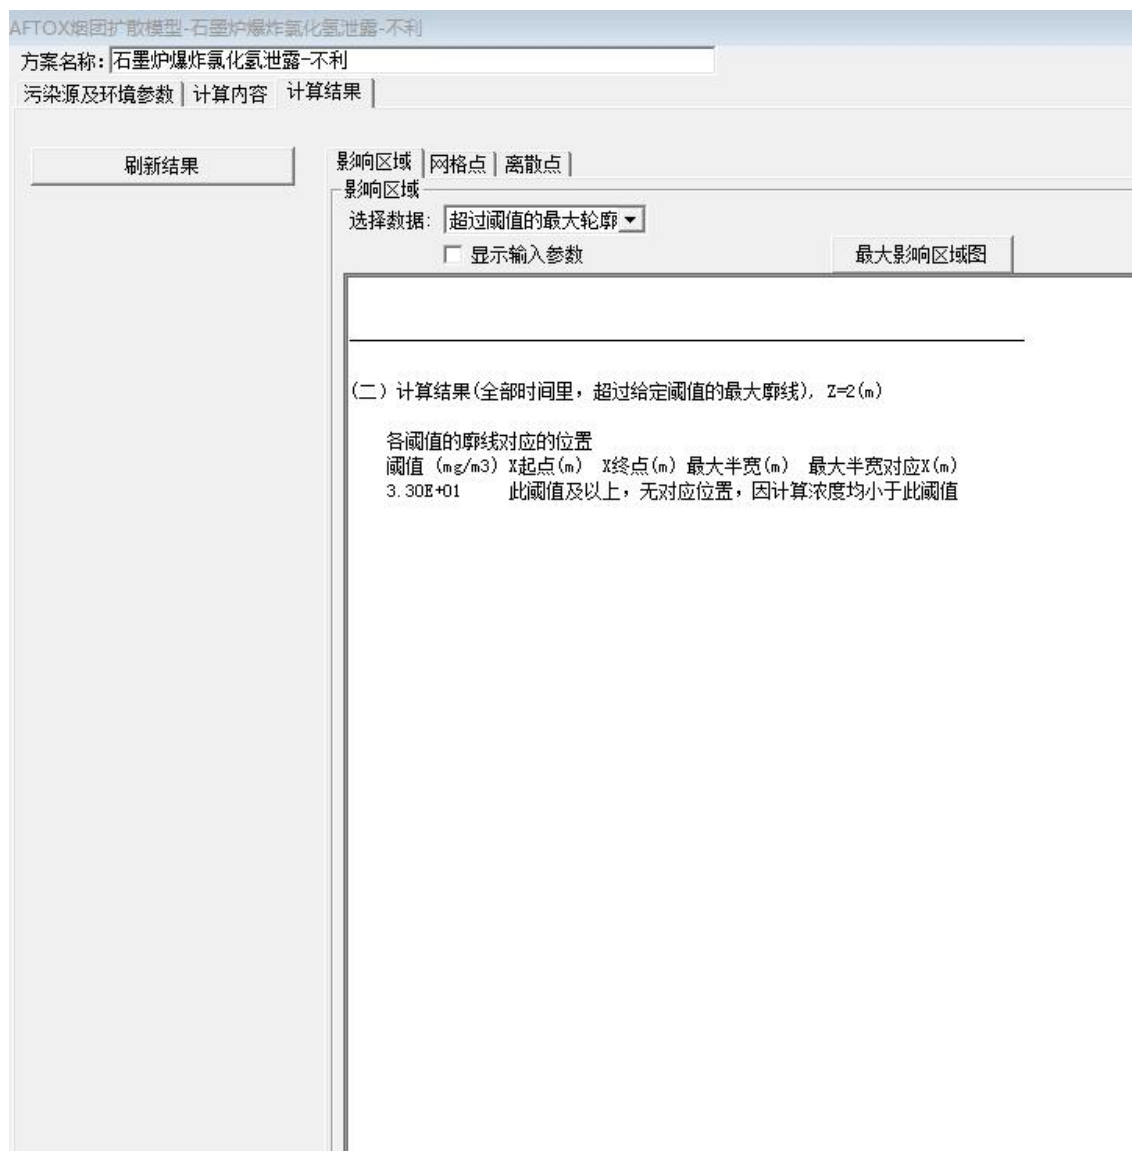 AFTOX烟团扩散模型-石墨炉爆炸氯化氢泄露-不利
方案名称: 石墨炉爆炸氯化氢泄露-不利
污染源及环境参数 计算内容 计算结果
刷新结果
影响区域 网格点 离散点
影响区域
选择数据: 超过阈值的最大轮廓
显示输入参数 最大影响区域图
(二) 计算结果(全部时间里，超过给定阈值的最大廓线), Z=2(m)
各阈值的廓线对应的位置
阈值 (mg/m3) X起点(m) X终点(m) 最大半宽(m) 最大半宽对应X(m)
3.30E+01 此阈值及以上，无对应位置，因计算浓度均小于此阈值